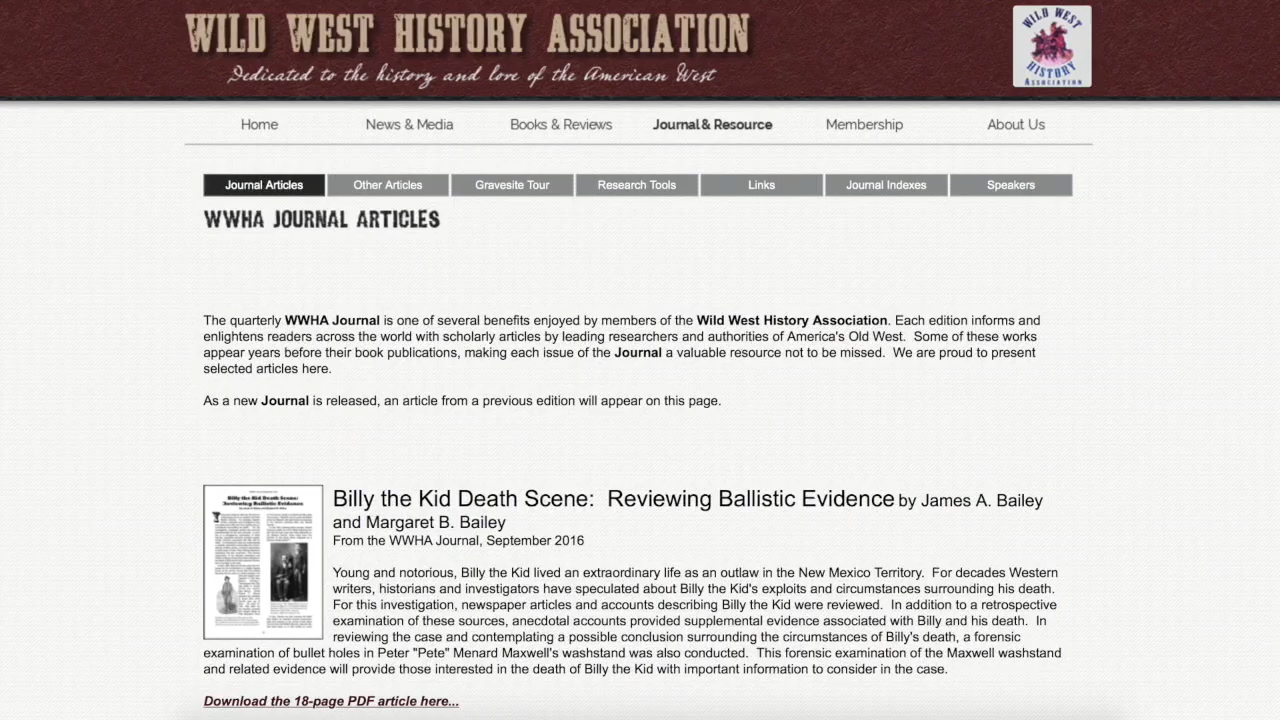 WILD WEST HISTORY ASSOCIATION
Dedicated to the history and lore of the American West
WILD WEST
HISTORY
ASSOCIATION
Home News & Media Books & Reviews Journal & Resource Membership About Us
Journal Articles Other Articles Gravesite Tour Research Tools Links Journal Indexes Speakers
WWHA JOURNAL ARTICLES
The quarterly WWHA Journal is one of several benefits enjoyed by members of the Wild West History Association. Each edition informs and
enlightens readers across the world with scholarly articles by leading researchers and authorities of America's Old West. Some of these works
appear years before their book publications, making each issue of the Journal a valuable resource not to be missed. We are proud to present
selected articles here.
As a new Journal is released, an article from a previous edition will appear on this page.
Billy the Kid Death Scene:
Reviewing Ballistic Evidence
Billy the Kid Death Scene: Reviewing Ballistic Evidence by James A. Bailey
and Margaret B. Bailey
From the WWHA Journal, September 2016
Young and notorious, Billy the Kid lived an extraordinary life as an outlaw in the New Mexico Territory. For decades Western
writers, historians and investigators have speculated about Billy the Kid's exploits and circumstances surrounding his death.
For this investigation, newspaper articles and accounts describing Billy the Kid were reviewed. In addition to a retrospective
examination of these sources, anecdotal accounts provided supplemental evidence associated with Billy and his death. In
reviewing the case and contemplating a possible conclusion surrounding the circumstances of Billy's death, a forensic
examination of bullet holes in Peter "Pete" Menard Maxwell's washstand was also conducted. This forensic examination of the Maxwell washstand
and related evidence will provide those interested in the death of Billy the Kid with important information to consider in the case.
Download the 18-page PDF article here...